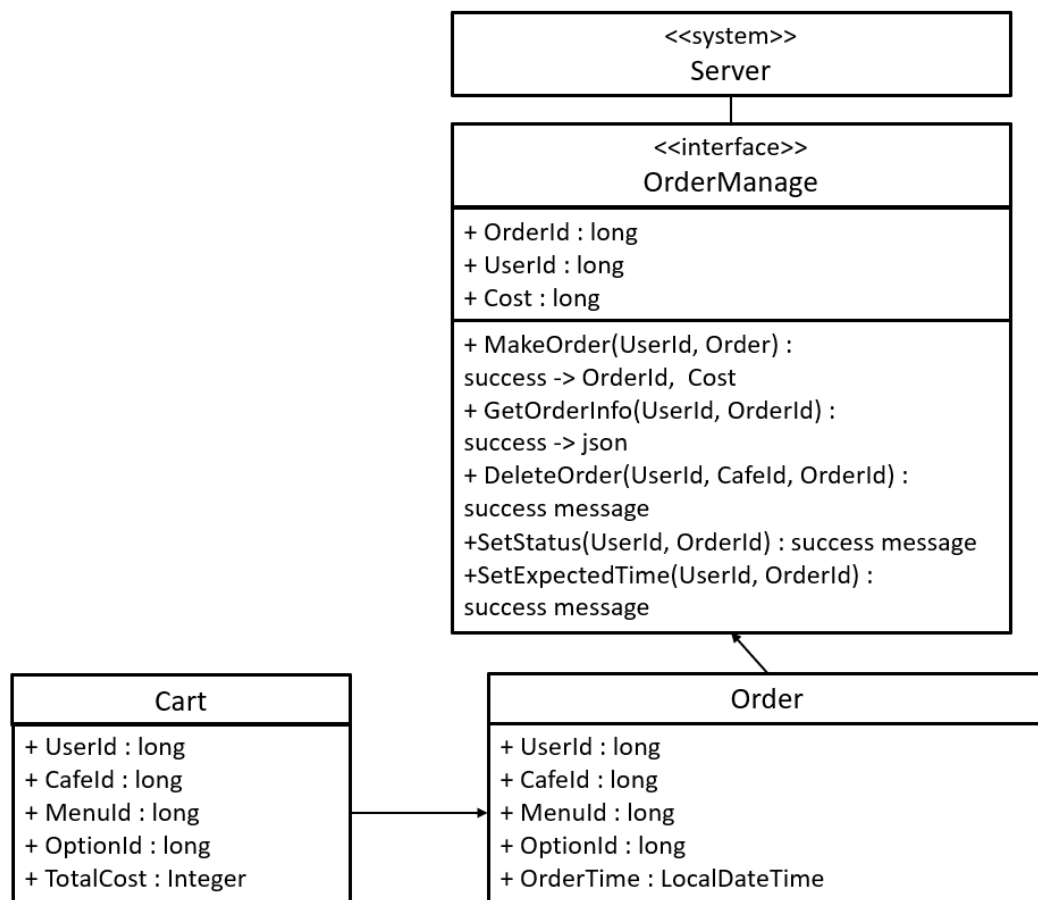 <<system>>
Server
<<interface>>
OrderManage
+ OrderId : long
+ UserId : long
+ Cost : long
+ MakeOrder(UserId, Order) :
success -> OrderId,  Cost
+ GetOrderInfo(UserId, OrderId) :
success -> json
+ DeleteOrder(UserId, CafeId, OrderId) :
success message
+SetStatus(UserId, OrderId) : success message
+SetExpectedTime(UserId, OrderId) :
success message
Cart
+ UserId : long
+ CafeId : long
+ MenuId : long
+ OptionId : long
+ TotalCost : Integer
Order
+ UserId : long
+ CafeId : long
+ MenuId : long
+ OptionId : long
+ OrderTime : LocalDateTime